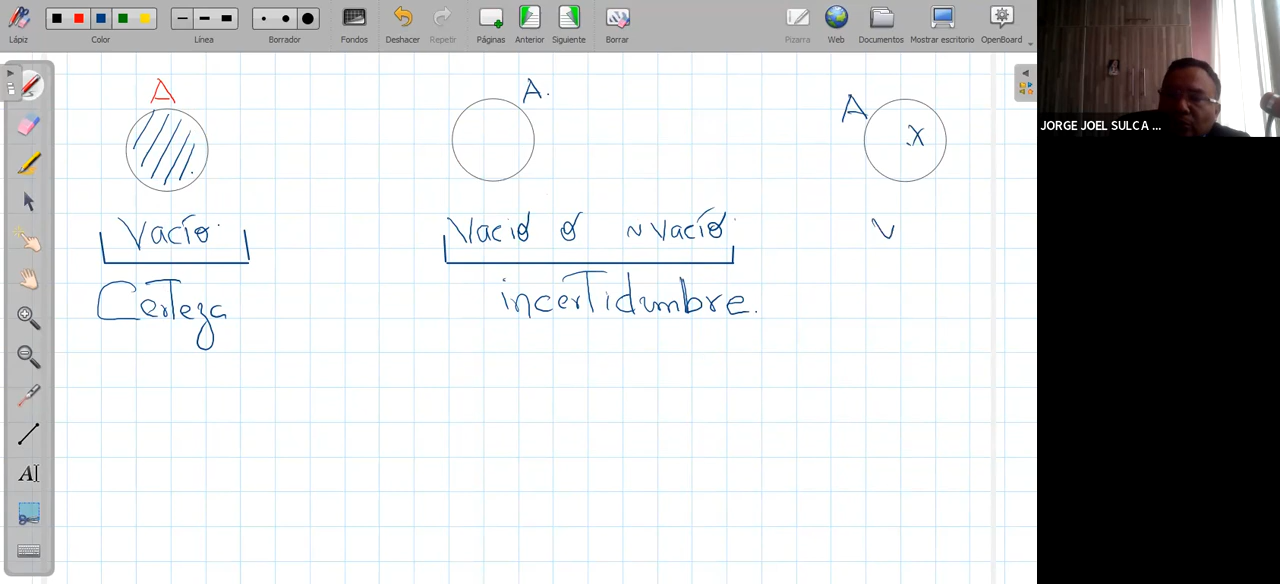 Lápiz Color Línea Borrador Fondos Deshacer Repetir Páginas Anterior Siguiente Borrar Pizarra Web Documentos Mostrar escritorio OpenBoard
JORGE JOEL SULCA ...
A A. A x
Vacío. Vacío ó ~ Vacío. V
Certeza incertidumbre.